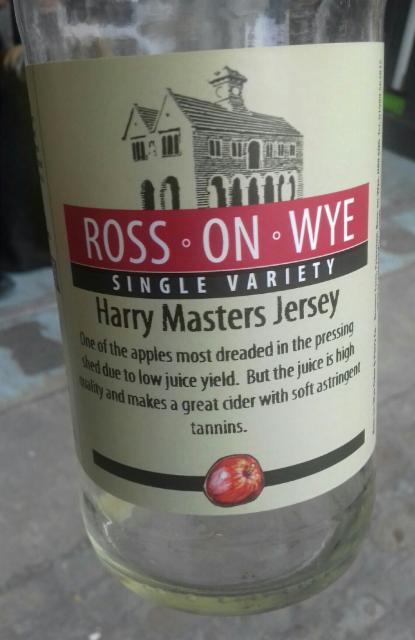 ROSS • ON • WYE
SINGLE VARIETY
Harry Masters Jersey
One of the apples most dreaded in the pressing
shed due to low juice yield. But the juice is high
quality and makes a great cider with soft astringent
tannins.